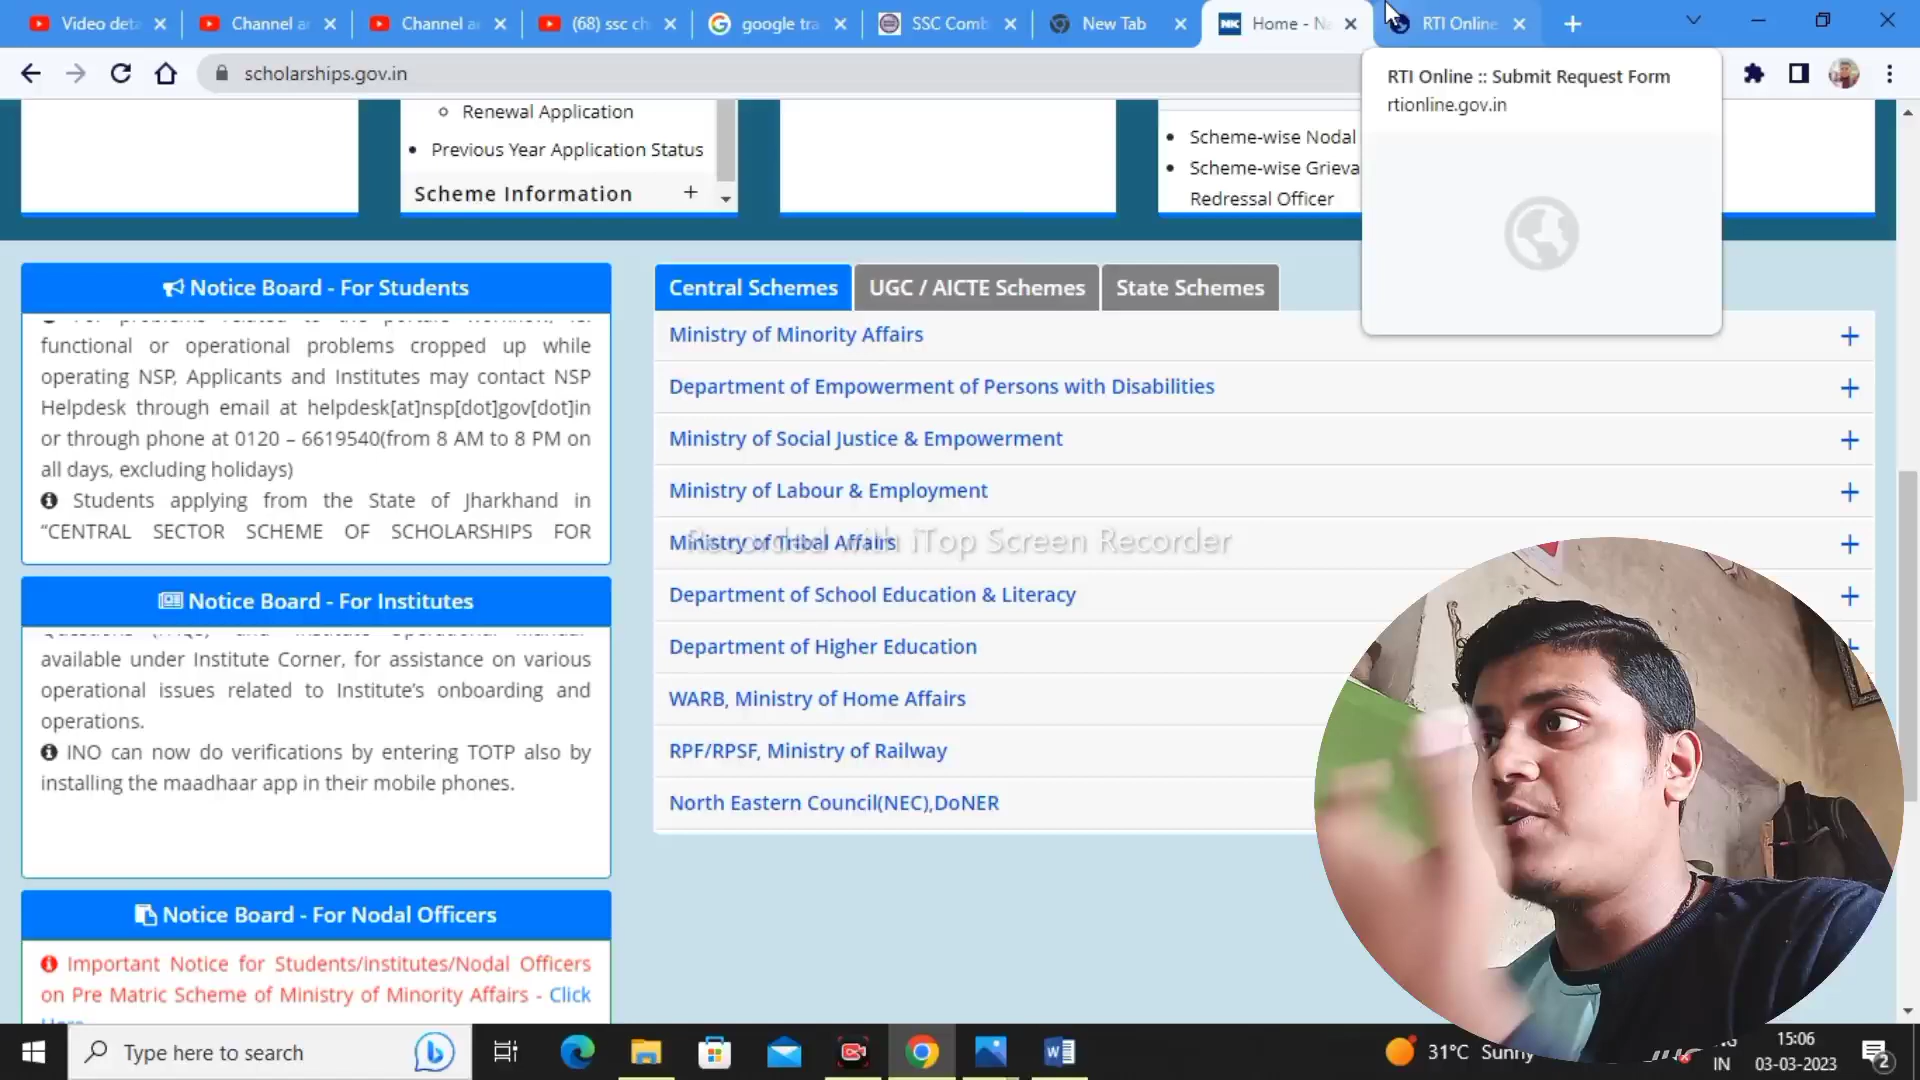 Video deta
Channel a
Channel a
(68) ssc ch
google tra
SSC Comb
New Tab
Home - Na
RTI Online
scholarships.gov.in
RTI Online :: Submit Request Form
rtionline.gov.in
Renewal Application
Previous Year Application Status
Scheme Information
Scheme-wise Nodal
Scheme-wise Grieva
Redressal Officer
Notice Board - For Students
functional or operational problems cropped up while
operating NSP, Applicants and Institutes may contact NSP
Helpdesk through email at helpdesk[at]nsp[dot]gov[dot]in
or through phone at 0120 – 6619540(from 8 AM to 8 PM on
all days, excluding holidays)
Students applying from the State of Jharkhand in
“CENTRAL SECTOR SCHEME OF SCHOLARSHIPS FOR
Central Schemes
UGC / AICTE Schemes
State Schemes
Ministry of Minority Affairs
Department of Empowerment of Persons with Disabilities
Ministry of Social Justice & Empowerment
Ministry of Labour & Employment
Ministry of Tribal Affairs
Recorded with iTop Screen Recorder
Department of School Education & Literacy
Department of Higher Education
WARB, Ministry of Home Affairs
RPF/RPSF, Ministry of Railway
North Eastern Council(NEC),DoNER
Notice Board - For Institutes
available under Institute Corner, for assistance on various
operational issues related to Institute’s onboarding and
operations.
INO can now do verifications by entering TOTP also by
installing the maadhaar app in their mobile phones.
Notice Board - For Nodal Officers
Important Notice for Students/institutes/Nodal Officers
on Pre Matric Scheme of Ministry of Minority Affairs - Click
Type here to search
31°C Sunny
IN
15:06
03-03-2023
2